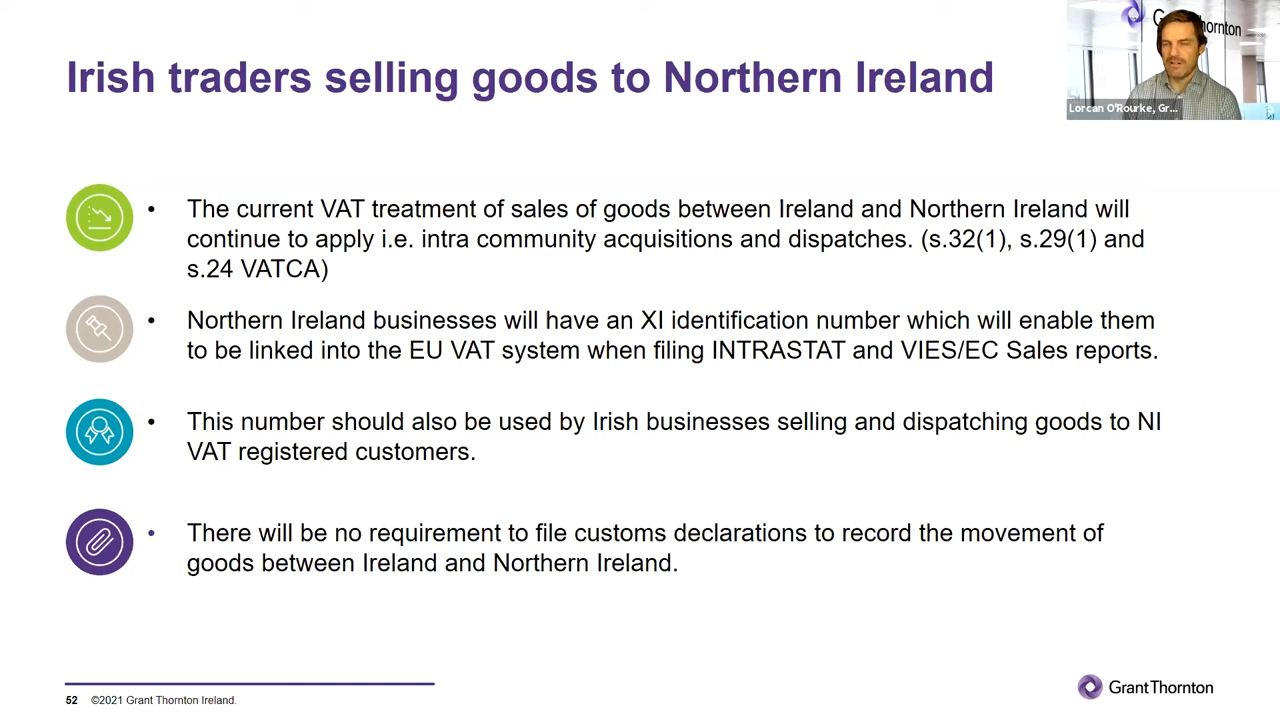 Irish traders selling goods to Northern Ireland
Grant Thornton
Lorcan O'Rourke, Gr...
• The current VAT treatment of sales of goods between Ireland and Northern Ireland will
continue to apply i.e. intra community acquisitions and dispatches. (s.32(1), s.29(1) and
s.24 VATCA)
• Northern Ireland businesses will have an XI identification number which will enable them
to be linked into the EU VAT system when filing INTRASTAT and VIES/EC Sales reports.
• This number should also be used by Irish businesses selling and dispatching goods to NI
VAT registered customers.
• There will be no requirement to file customs declarations to record the movement of
goods between Ireland and Northern Ireland.
52 ©2021 Grant Thornton Ireland.
Grant Thornton